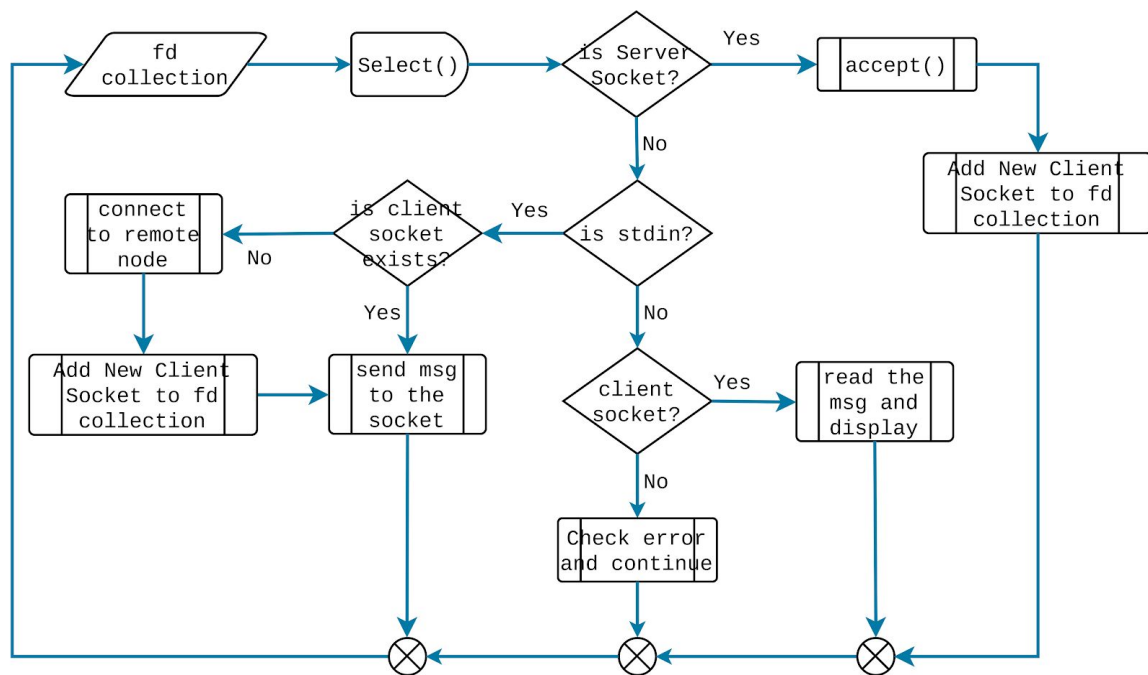 fd
collection
Select()
is Server
Socket?
Yes
accept()
No
Add New Client
Socket to fd
collection
connect
to remote
node
No
is client
socket
exists?
Yes
is stdin?
Yes
No
Add New Client
Socket to fd
collection
send msg
to the
socket
client
socket?
Yes
read the
msg and
display
No
Check error
and continue